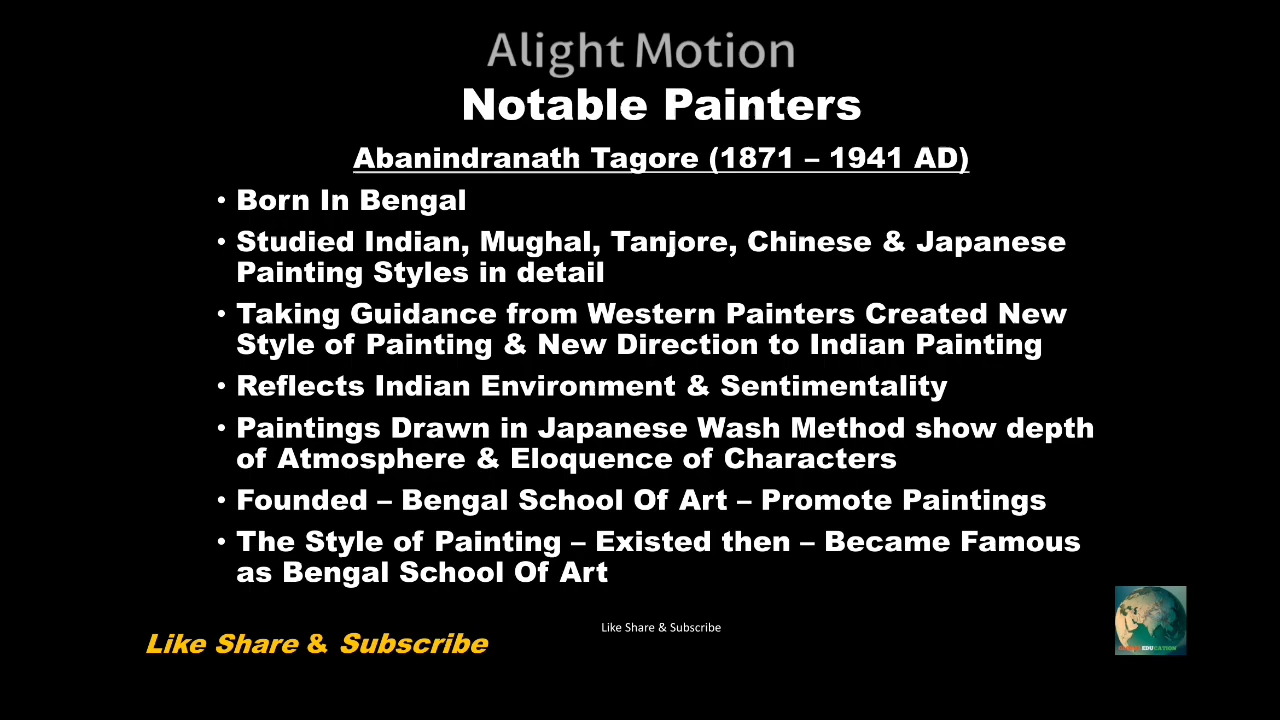 Alight Motion
Notable Painters
Abanindranath Tagore (1871 – 1941 AD)
• Born In Bengal
• Studied Indian, Mughal, Tanjore, Chinese & Japanese
Painting Styles in detail
• Taking Guidance from Western Painters Created New
Style of Painting & New Direction to Indian Painting
• Reflects Indian Environment & Sentimentality
• Paintings Drawn in Japanese Wash Method show depth
of Atmosphere & Eloquence of Characters
• Founded – Bengal School Of Art – Promote Paintings
• The Style of Painting – Existed then – Became Famous
as Bengal School Of Art
Like Share & Subscribe
Like Share & Subscribe
EDUCATION